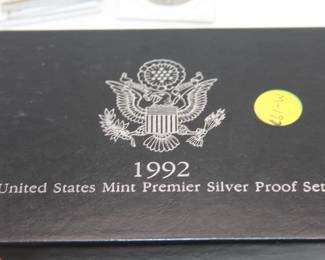 1992
United States Mint Premier Silver Proof Set